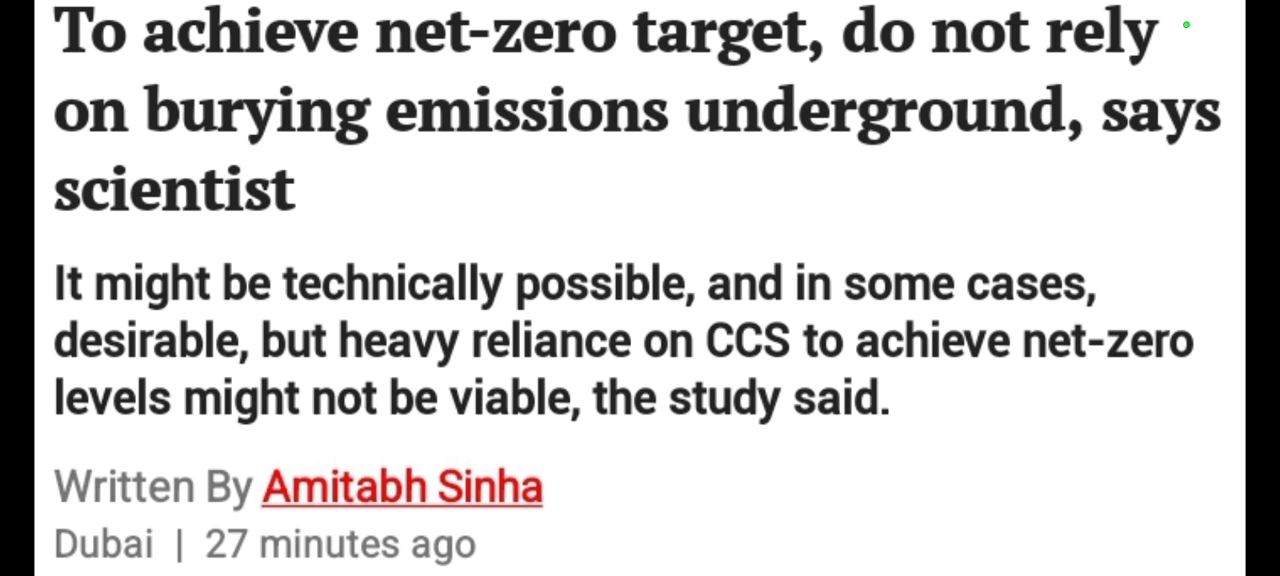 To achieve net-zero target, do not rely
on burying emissions underground, says
scientist
It might be technically possible, and in some cases,
desirable, but heavy reliance on CCS to achieve net-zero
levels might not be viable, the study said.
Written By Amitabh Sinha
Dubai | 27 minutes ago